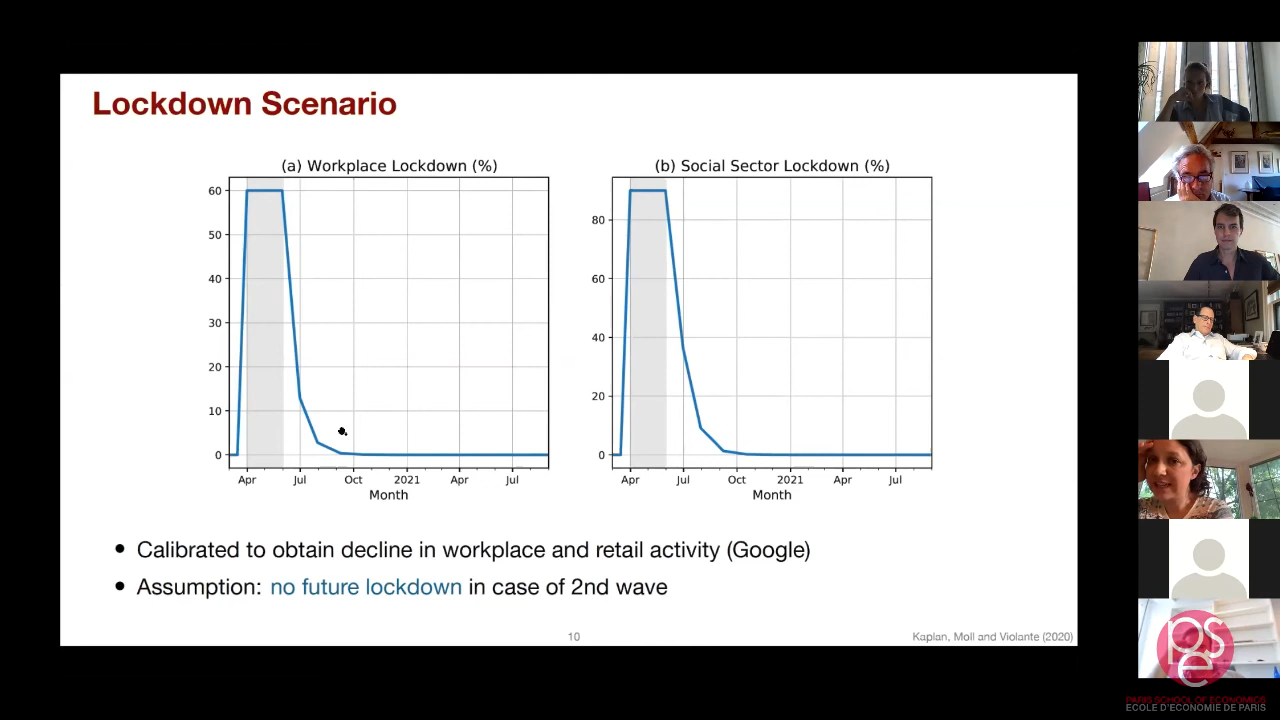 Lockdown Scenario
(a) Workplace Lockdown (%)
60
50
40
30
20
10
0
Apr Jul Oct 2021 Apr Jul
Month
(b) Social Sector Lockdown (%)
80
60
40
20
0
Apr Jul Oct 2021 Apr Jul
Month
• Calibrated to obtain decline in workplace and retail activity (Google)
• Assumption: no future lockdown in case of 2nd wave
10
Kaplan, Moll and Violante (2020)
pse
PARIS SCHOOL OF ECONOMICS
ECOLE D'ECONOMIE DE PARIS